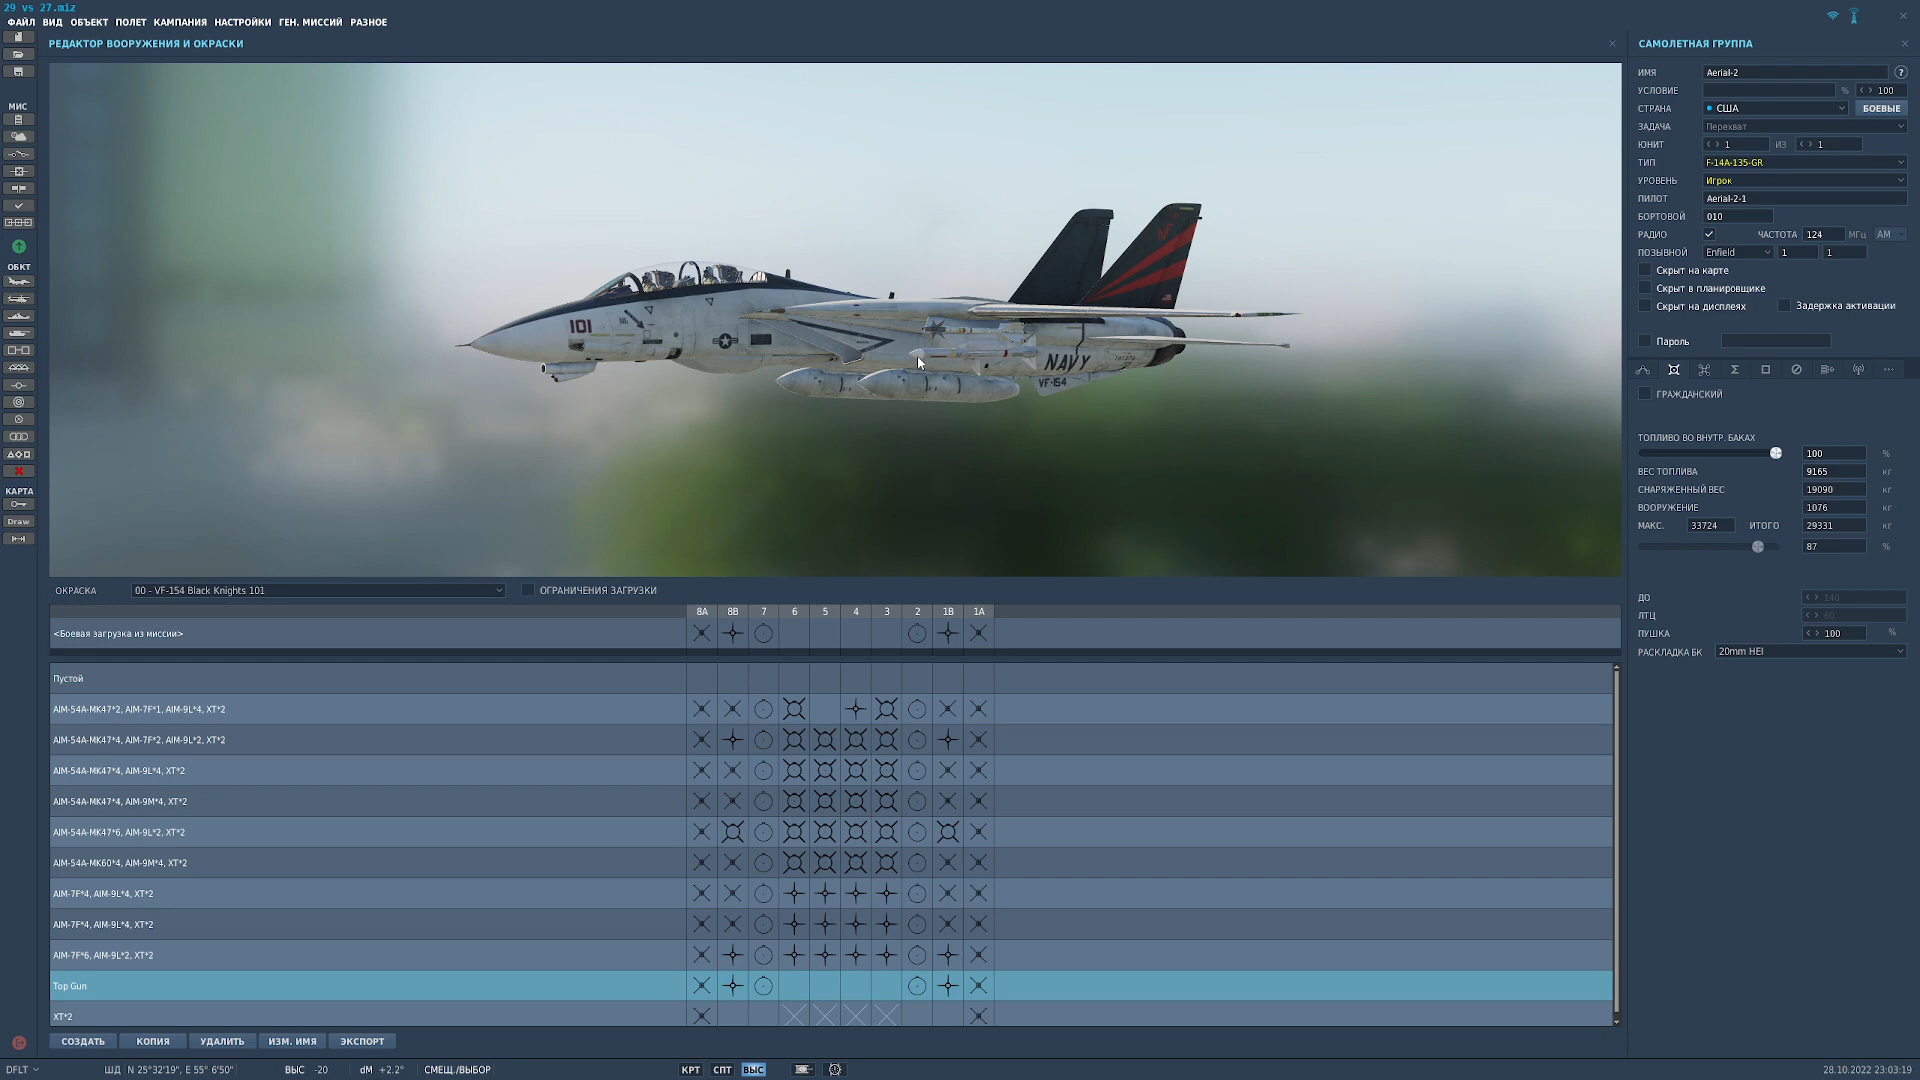 29 vs 27.miz
ФАЙЛ ВИД ОБЪЕКТ ПОЛЕТ КАМПАНИЯ НАСТРОЙКИ ГЕН. МИССИЙ РАЗНОЕ
РЕДАКТОР ВООРУЖЕНИЯ И ОКРАСКИ
МИС
ОБКТ
КАРТА
Draw
101
NAVY
VF-154
ОКРАСКА 00 - VF-154 Black Knights 101 ОГРАНИЧЕНИЯ ЗАГРУЗКИ
8A 8B 7 6 5 4 3 2 1B 1A
<Боевая загрузка из миссии>
Пустой
AIM-54A-MK47*2, AIM-7F*1, AIM-9L*4, XT*2
AIM-54A-MK47*4, AIM-7F*2, AIM-9L*2, XT*2
AIM-54A-MK47*4, AIM-9L*4, XT*2
AIM-54A-MK47*4, AIM-9M*4, XT*2
AIM-54A-MK47*6, AIM-9L*2, XT*2
AIM-54A-MK60*4, AIM-9M*4, XT*2
AIM-7F*4, AIM-9L*4, XT*2
AIM-7F*4, AIM-9L*4, XT*2
AIM-7F*6, AIM-9L*2, XT*2
Top Gun
XT*2
СОЗДАТЬ КОПИЯ УДАЛИТЬ ИЗМ. ИМЯ ЭКСПОРТ
САМОЛЕТНАЯ ГРУППА
ИМЯ Aerial-2 ?
УСЛОВИЕ % < > 100
СТРАНА США БОЕВЫЕ
ЗАДАЧА Перехват
ЮНИТ < > 1 ИЗ < > 1
ТИП F-14A-135-GR
УРОВЕНЬ Игрок
ПИЛОТ Aerial-2-1
БОРТОВОЙ 010
РАДИО ЧАСТОТА 124 МГц AM
ПОЗЫВНОЙ Enfield 1 1
Скрыт на карте
Скрыт в планировщике
Скрыт на дисплеях Задержка активации
Пароль
ГРАЖДАНСКИЙ
ТОПЛИВО ВО ВНУТР. БАКАХ
100 %
ВЕС ТОПЛИВА 9165 кг
СНАРЯЖЕННЫЙ ВЕС 19090 кг
ВООРУЖЕНИЕ 1076 кг
МАКС. 33724 ИТОГО 29331 кг
87 %
ДО < > 140
ЛТЦ < > 60
ПУШКА < > 100 %
РАСКЛАДКА БК 20mm HEI
DFLT ШД N 25°32'19", E 55° 6'50" ВЫС -20 dM +2.2° СМЕЩ./ВЫБОР КРТ СПТ ВЫС 28.10.2022 23:03:19